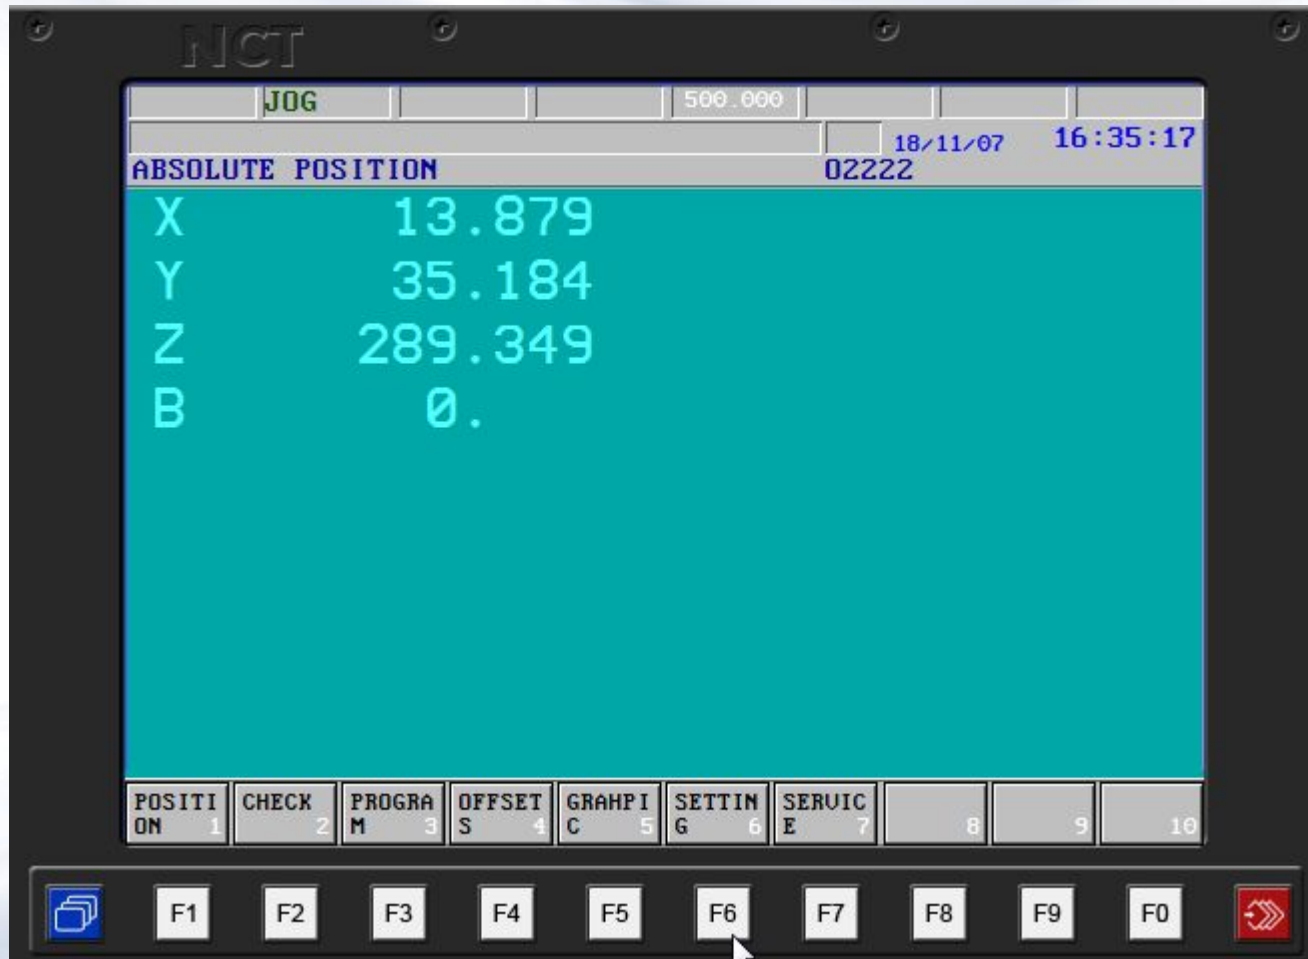 NCT
JOG 500.000
18/11/07 16:35:17
ABSOLUTE POSITION O2222
X 13.879
Y 35.184
Z 289.349
B 0.
POSITI CHECK PROGRA OFFSET GRAHPI SETTIN SERVIC
ON 1 2 M 3 S 4 C 5 G 6 E 7 8 9 10
F1 F2 F3 F4 F5 F6 F7 F8 F9 F0